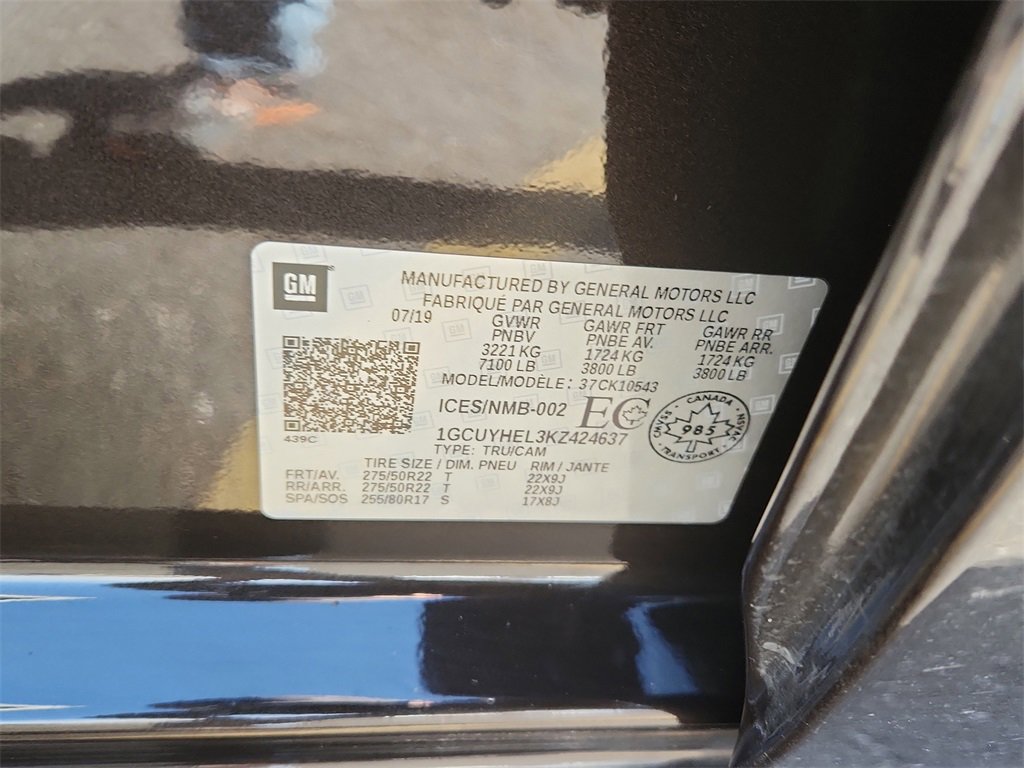 GM
MANUFACTURED BY GENERAL MOTORS LLC
FABRIQUÉ PAR GENERAL MOTORS LLC
07/19 GVWR GAWR FRT GAWR RR
PNBV PNBE AV. PNBE ARR.
3221 KG 1724 KG 1724 KG
7100 LB 3800 LB 3800 LB
MODEL/MODÈLE: 37CK10543
ICES/NMB-002 EC
CANADA
985
NSVAC
SSVNC
439C
1GCUYHEL3KZ424637
TYPE: TRU/CAM
TIRE SIZE / DIM. PNEU RIM / JANTE
FRT/AV. 275/50R22 T 22X9J
RR/ARR. 275/50R22 T 22X9J
SPA/SOS 255/80R17 S 17X8J